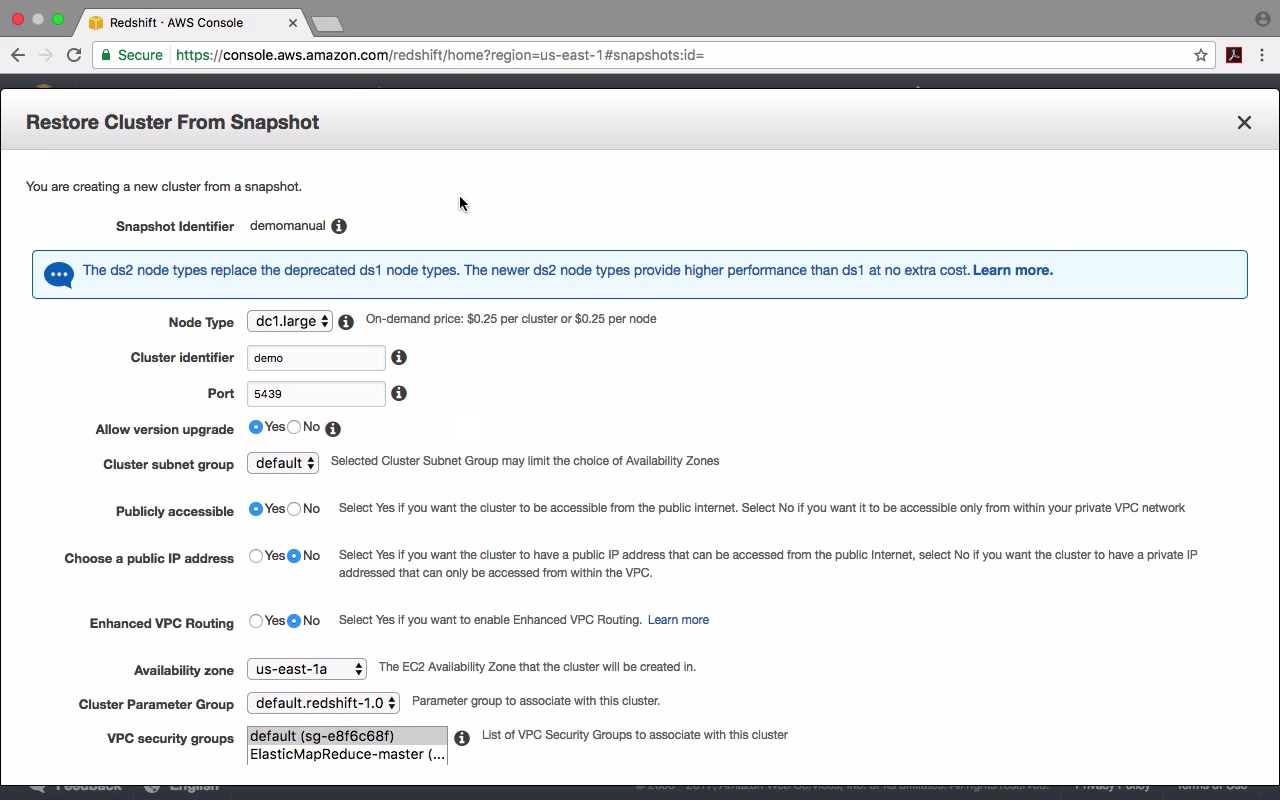 Redshift · AWS Console
Secure https://console.aws.amazon.com/redshift/home?region=us-east-1#snapshots:id=
Restore Cluster From Snapshot
You are creating a new cluster from a snapshot.
Snapshot Identifier demomanual
The ds2 node types replace the deprecated ds1 node types. The newer ds2 node types provide higher performance than ds1 at no extra cost. Learn more.
Node Type dc1.large On-demand price: $0.25 per cluster or $0.25 per node
Cluster identifier demo
Port 5439
Allow version upgrade Yes No
Cluster subnet group default Selected Cluster Subnet Group may limit the choice of Availability Zones
Publicly accessible Yes No Select Yes if you want the cluster to be accessible from the public internet. Select No if you want it to be accessible only from within your private VPC network
Choose a public IP address Yes No Select Yes if you want the cluster to have a public IP address that can be accessed from the public Internet, select No if you want the cluster to have a private IP
addressed that can only be accessed from within the VPC.
Enhanced VPC Routing Yes No Select Yes if you want to enable Enhanced VPC Routing. Learn more
Availability zone us-east-1a The EC2 Availability Zone that the cluster will be created in.
Cluster Parameter Group default.redshift-1.0 Parameter group to associate with this cluster.
VPC security groups default (sg-e8f6c68f) List of VPC Security Groups to associate with this cluster
ElasticMapReduce-master (...
Feedback English Privacy Policy Terms of Use